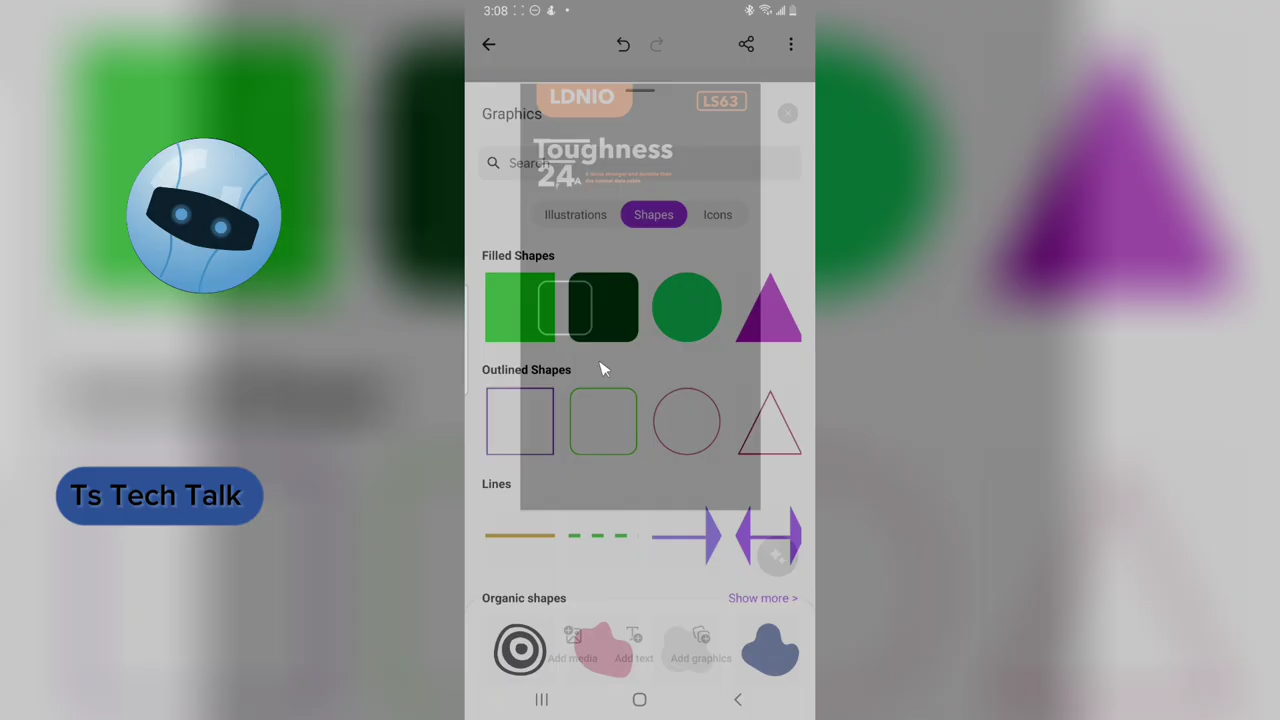 3:08
LDNIO
LS63
Graphics
Toughness
Search
24A
Illustrations
Shapes
Icons
Filled Shapes
Outlined Shapes
Lines
Organic shapes
Show more >
Add media
Add text
Add graphics
Ts Tech Talk